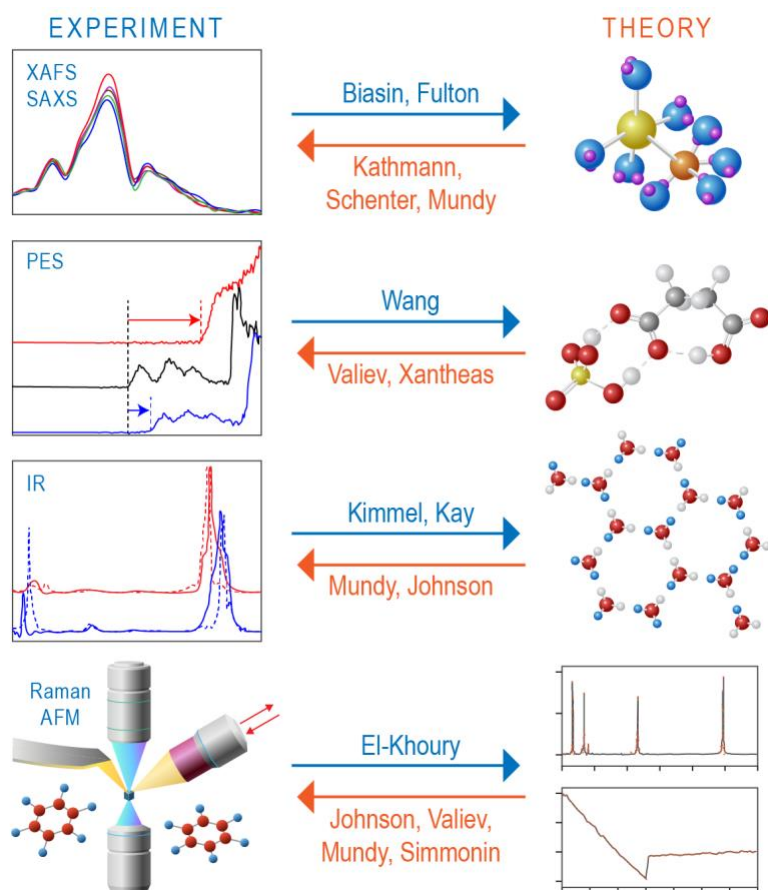 EXPERIMENT
THEORY
XAFS
SAXS
Biasin, Fulton
Kathmann,
Schenter, Mundy
PES
Wang
Valiev, Xantheas
IR
Kimmel, Kay
Mundy, Johnson
Raman
AFM
El-Khoury
Johnson, Valiev,
Mundy, Simmonin